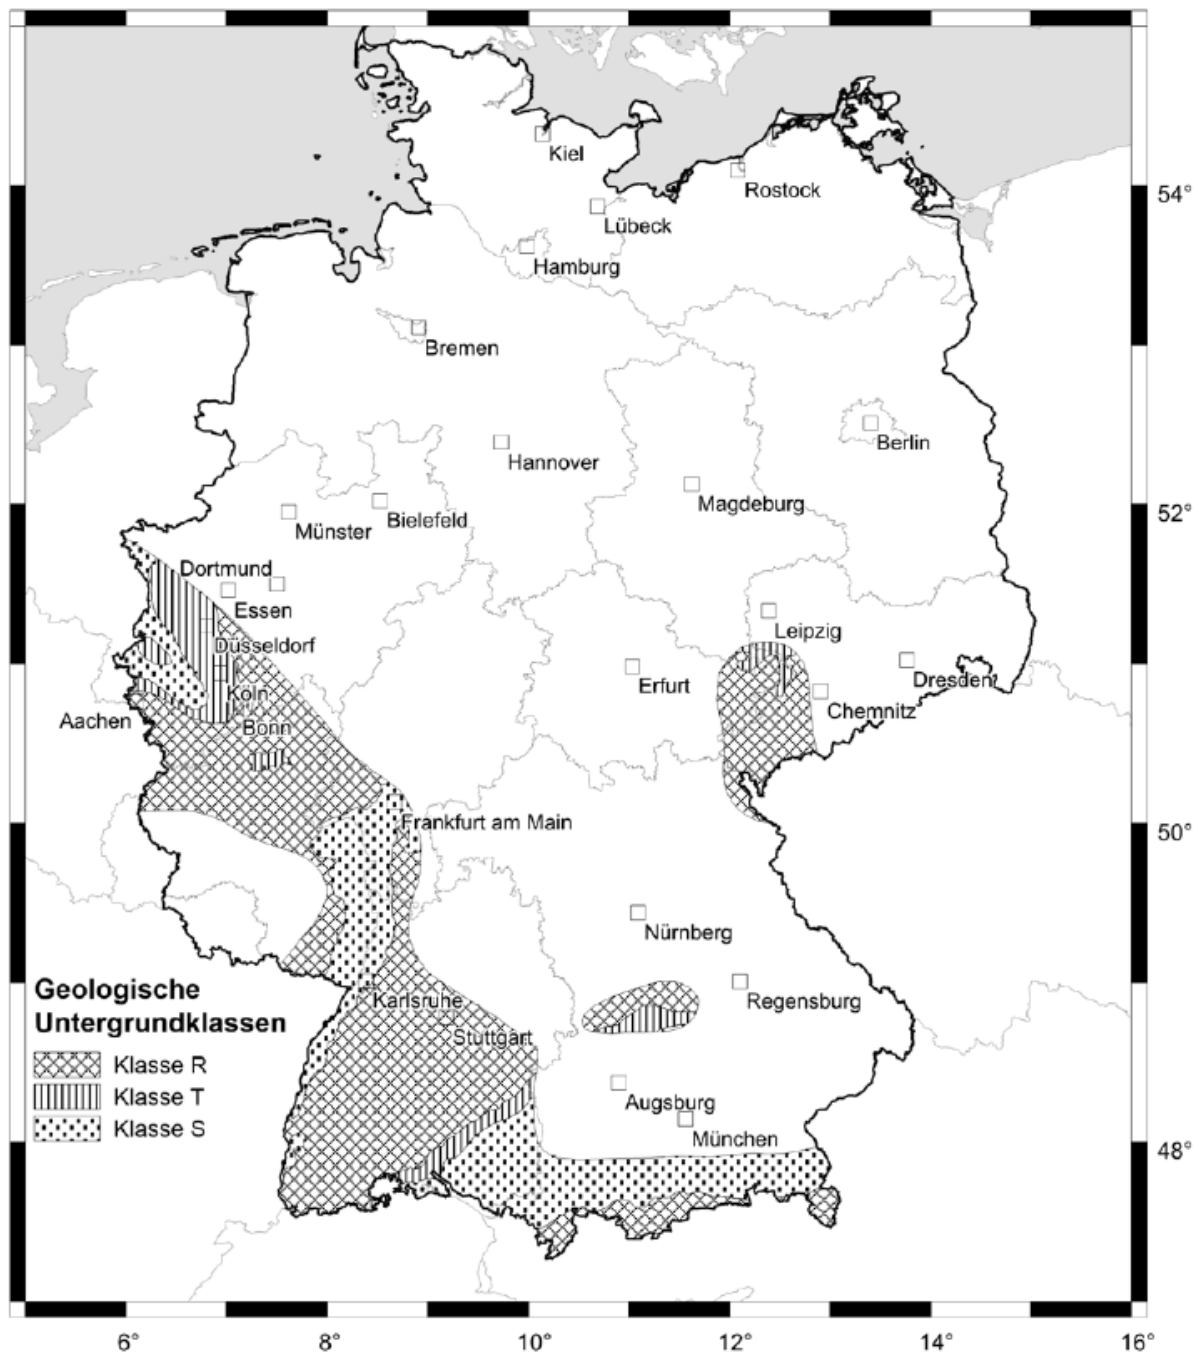 Kiel
Rostock
Lübeck
Hamburg
Bremen
Berlin
Hannover
Magdeburg
Bielefeld
Münster
Dortmund
Essen
Leipzig
Düsseldorf
Dresden
Erfurt
Köln
Chemnitz
Aachen
Bonn
Frankfurt am Main
Nürnberg
Regensburg
Karlsruhe
Stuttgart
Augsburg
München
Geologische
Untergrundklassen
Klasse R
Klasse T
Klasse S
54°
52°
50°
48°
6°
8°
10°
12°
14°
16°